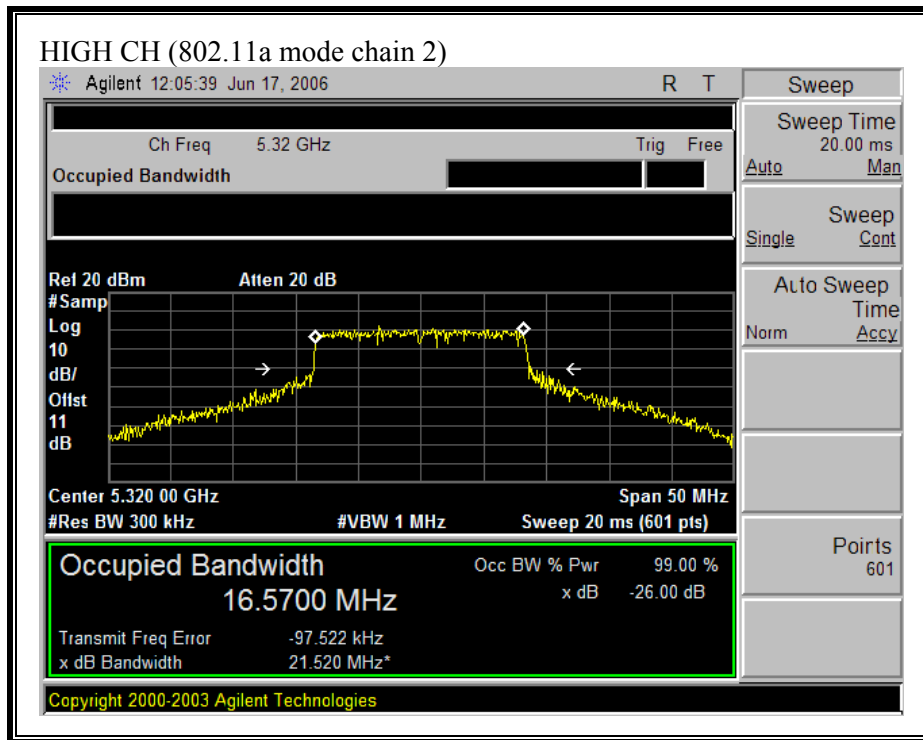 HIGH CH (802.11a mode chain 2)
Agilent 12:05:39 Jun 17, 2006 R T
Sweep
Ch Freq 5.32 GHz Trig Free
Occupied Bandwidth
Sweep Time
20.00 ms
Auto Man
Sweep
Single Cont
Auto Sweep
Time
Norm Accy
Ref 20 dBm Atten 20 dB
#Samp
Log
10
dB/
Offst
11
dB
Center 5.320 00 GHz Span 50 MHz
#Res BW 300 kHz #VBW 1 MHz Sweep 20 ms (601 pts)
Points
601
Occupied Bandwidth
16.5700 MHz
Occ BW % Pwr 99.00 %
x dB -26.00 dB
Transmit Freq Error -97.522 kHz
x dB Bandwidth 21.520 MHz*
Copyright 2000-2003 Agilent Technologies